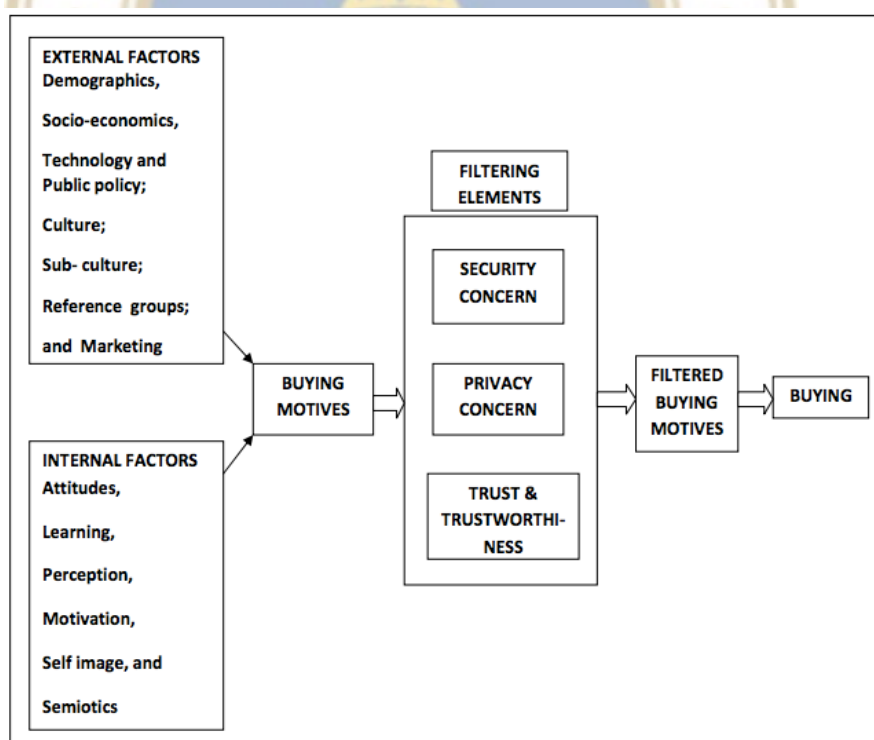 EXTERNAL FACTORS
Demographics,
Socio-economics,
Technology and
Public policy;
Culture;
Sub- culture;
Reference groups;
and Marketing
INTERNAL FACTORS
Attitudes,
Learning,
Perception,
Motivation,
Self image, and
Semiotics
BUYING
MOTIVES
FILTERING
ELEMENTS
SECURITY
CONCERN
PRIVACY
CONCERN
TRUST &
TRUSTWORTHI-
NESS
FILTERED
BUYING
MOTIVES
BUYING